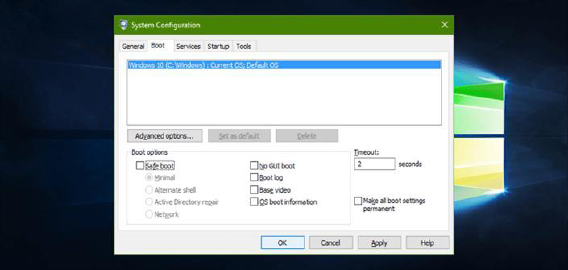 System Configuration
General Boot Services Startup Tools
Windows 10 (C:\Windows) : Current OS; Default OS
Advanced options... Set as default Delete
Boot options
Timeout:
Safe boot No GUI boot 2 seconds
Minimal Boot log
Alternate shell Base video
Active Directory repair OS boot information Make all boot settings
permanent
Network
OK Cancel Apply Help